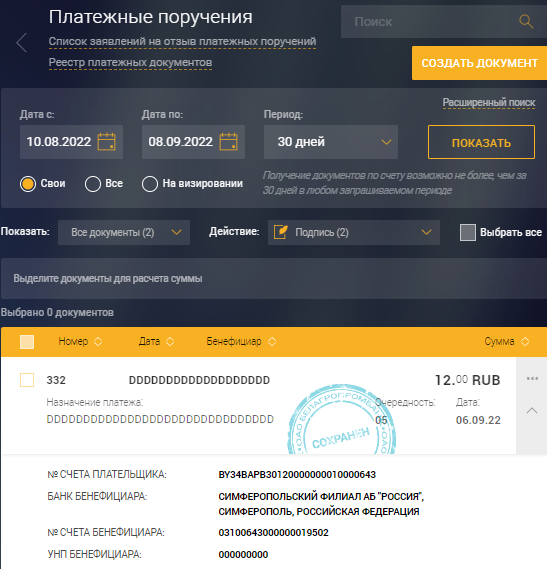 Платежные поручения
Поиск
Список заявлений на отзыв платежных поручений
Реестр платежных документов
СОЗДАТЬ ДОКУМЕНТ
Расширенный поиск
Дата с:
Дата по:
Период:
10.08.2022
08.09.2022
30 дней
ПОКАЗАТЬ
Свои
Все
На визировании
Получение документов по счету возможно не более, чем за
30 дней в любом запрашиваемом периоде
Показать:
Все документы (2)
Действие:
Подпись (2)
Выбрать все
Выделите документы для расчета суммы
Выбрано 0 документов
Номер
Дата
Бенефициар
Сумма
332
DDDDDDDDDDDDDDDDDDD
12.00 RUB
Назначение платежа:
Очередность:
Дата:
DDDDDDDDDDDDDDDDDDDDDDDDDDDDDD
05
06.09.22
ОАО БЕЛАГРОПРОМБАНК
СОХРАНЕН
№ СЧЕТА ПЛАТЕЛЬЩИКА:
BY34BAPB30120000000010000643
БАНК БЕНЕФИЦИАРА:
СИМФЕРОПОЛЬСКИЙ ФИЛИАЛ АБ "РОССИЯ",
СИМФЕРОПОЛЬ, РОССИЙСКАЯ ФЕДЕРАЦИЯ
№ СЧЕТА БЕНЕФИЦИАРА:
03100643000000019502
УНП БЕНЕФИЦИАРА:
000000000